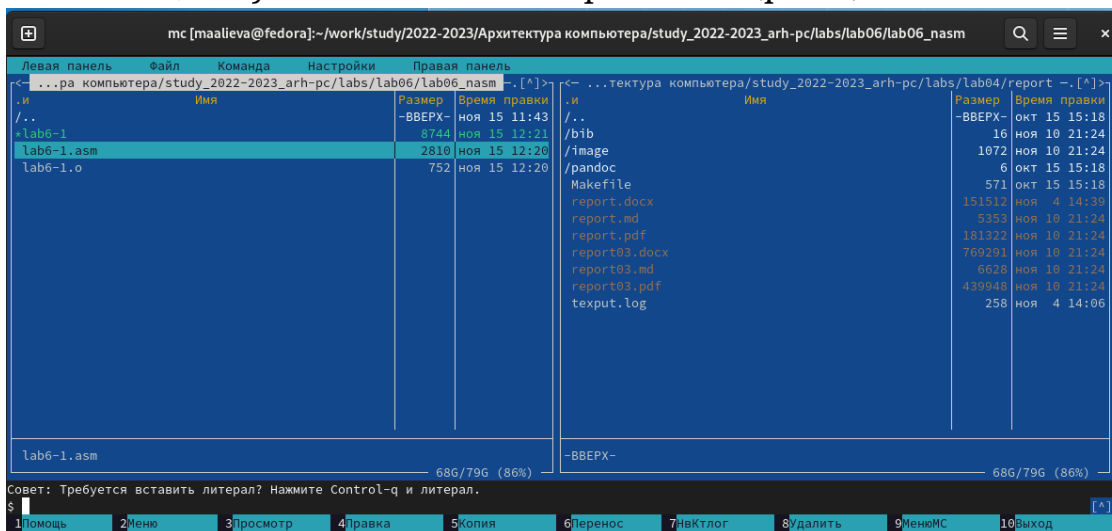 mc [maalieva@fedora]:~/work/study/2022-2023/Архитектура компьютера/study_2022-2023_arh-pc/labs/lab06/lab06_nasm
Левая панель Файл Команда Настройки Правая панель
<— ...ра компьютера/study_2022-2023_arh-pc/labs/lab06/lab06_nasm —.[^]>
.и Имя Размер Время правки
/.. -ВВЕРХ- ноя 15 11:43
*lab6-1 8744 ноя 15 12:21
lab6-1.asm 2810 ноя 15 12:20
lab6-1.o 752 ноя 15 12:20
lab6-1.asm
68G/79G (86%)
<— ...тектура компьютера/study_2022-2023_arh-pc/labs/lab04/report —.[^]>
.и Имя Размер Время правки
/.. -ВВЕРХ- окт 15 15:18
/bib 16 ноя 10 21:24
/image 1072 ноя 10 21:24
/pandoc 6 окт 15 15:18
Makefile 571 окт 15 15:18
report.docx 151512 ноя 4 14:39
report.md 5353 ноя 10 21:24
report.pdf 181322 ноя 10 21:24
report03.docx 769291 ноя 10 21:24
report03.md 6628 ноя 10 21:24
report03.pdf 439948 ноя 10 21:24
texput.log 258 ноя 4 14:06
-ВВЕРХ-
68G/79G (86%)
Совет: Требуется вставить литерал? Нажмите Control-q и литерал.
$ [^]
1Помощь 2Меню 3Просмотр 4Правка 5Копия 6Перенос 7НвКтлог 8Удалить 9МенюMC 10Выход